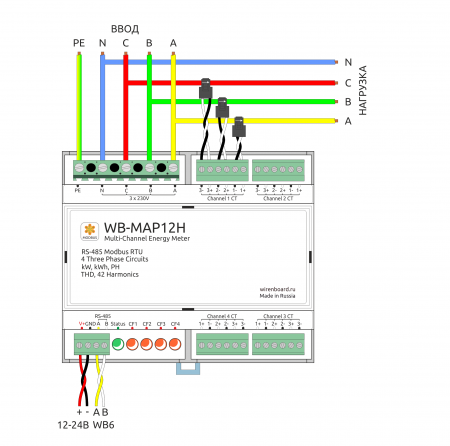 ВВОД
PE N C B A
N
C
B
A
НАГРУЗКА
PE N C B A
3 x 230V
3- 3+ 2- 2+ 1- 1+
Channel 1 CT
3- 3+ 2- 2+ 1- 1+
Channel 2 CT
WB-MAP12H
Multi-Channel Energy Meter
MODBUS
RS-485 Modbus RTU
4 Three Phase Circuits
kW, kWh, PH
THD, 42 Harmonics
wirenboard.ru
Made in Russia
RS-485
V+ GND A B Status CF1 CF2 CF3 CF4
Channel 4 CT
1+ 1- 2+ 2- 3+ 3-
Channel 3 CT
1+ 1- 2+ 2- 3+ 3-
+ - A B
12-24В WB6